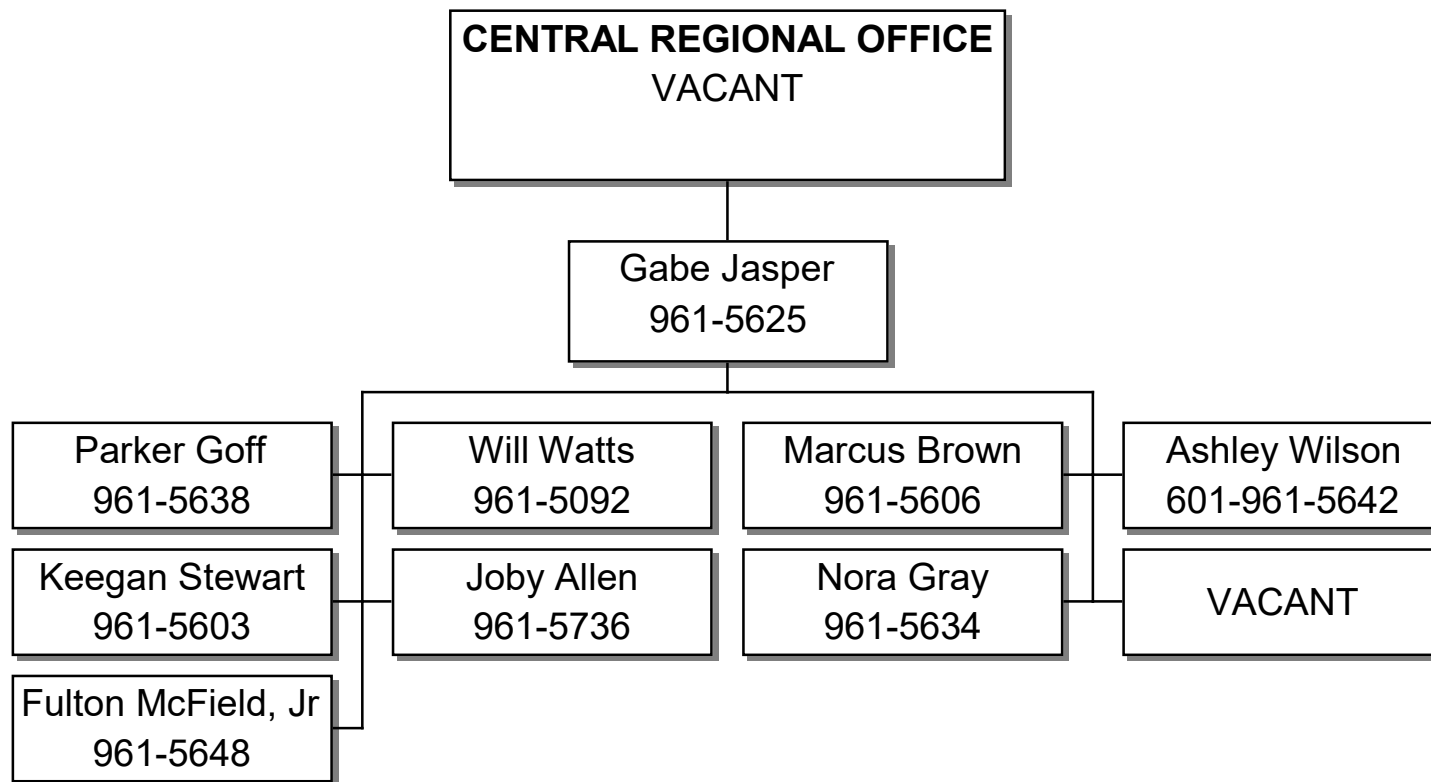 CENTRAL REGIONAL OFFICE
VACANT
Gabe Jasper
961-5625
Parker Goff
961-5638
Will Watts
961-5092
Marcus Brown
961-5606
Ashley Wilson
601-961-5642
Keegan Stewart
961-5603
Joby Allen
961-5736
Nora Gray
961-5634
VACANT
Fulton McField, Jr
961-5648